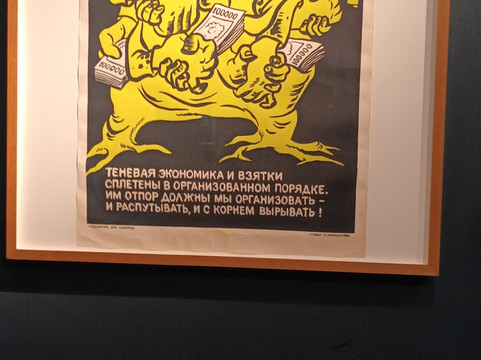 100000
100000
100000
ТЕНЕВАЯ ЭКОНОМИКА И ВЗЯТКИ
СПЛЕТЕНЫ В ОРГАНИЗОВАННОМ ПОРЯДКЕ.
ИМ ОТПОР ДОЛЖНЫ МЫ ОРГАНИЗОВАТЬ –
И РАСПУТЫВАТЬ, И С КОРНЕМ ВЫРЫВАТЬ!